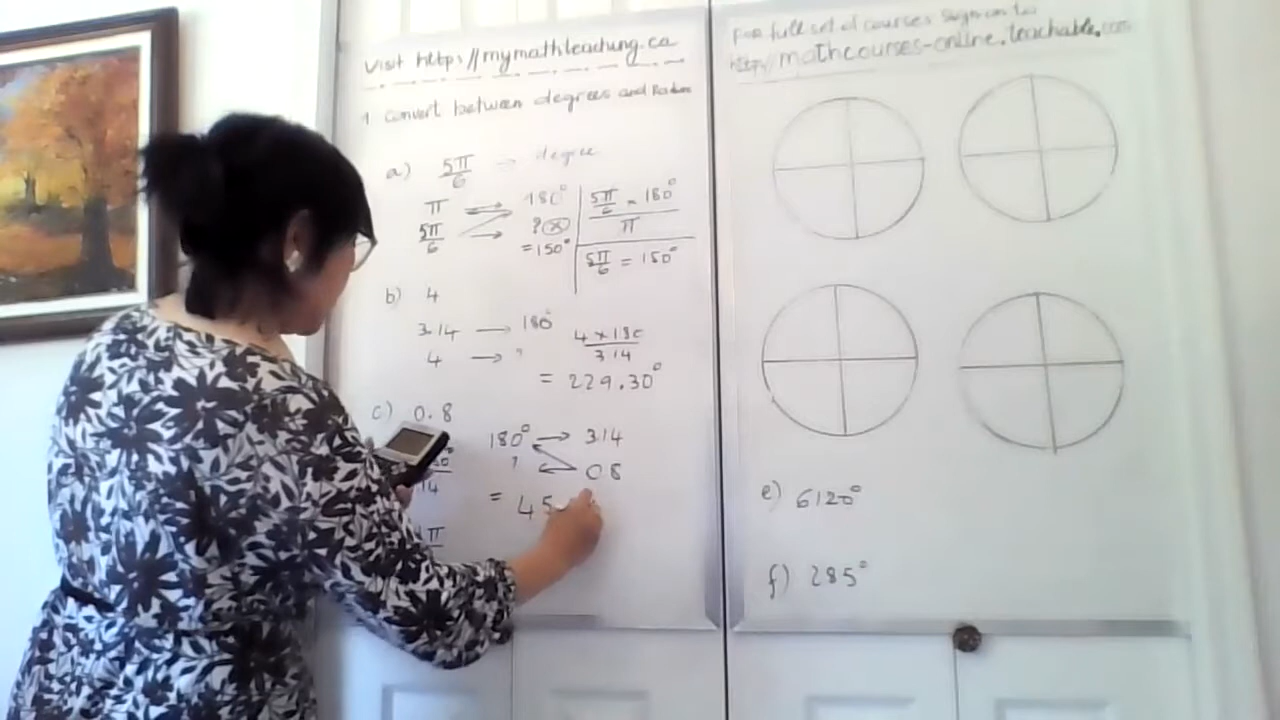 Visit https://mymathteaching.ca
1. Convert between degrees and Radians
a) 5π/6 → degree
π 180°
5π/6 → ? ⓧ
= 150°
5π/6 × 180°
π
5π/6 = 150°
b) 4
3.14 → 180°
4 → ?
4 × 180
3.14
= 229.30°
c) 0.8
180° → 3.14
? ← 0.8
14
= 45.
π
For full set of courses sign on to
http://mathcourses-online.teachable.com
e) 6120°
f) 285°